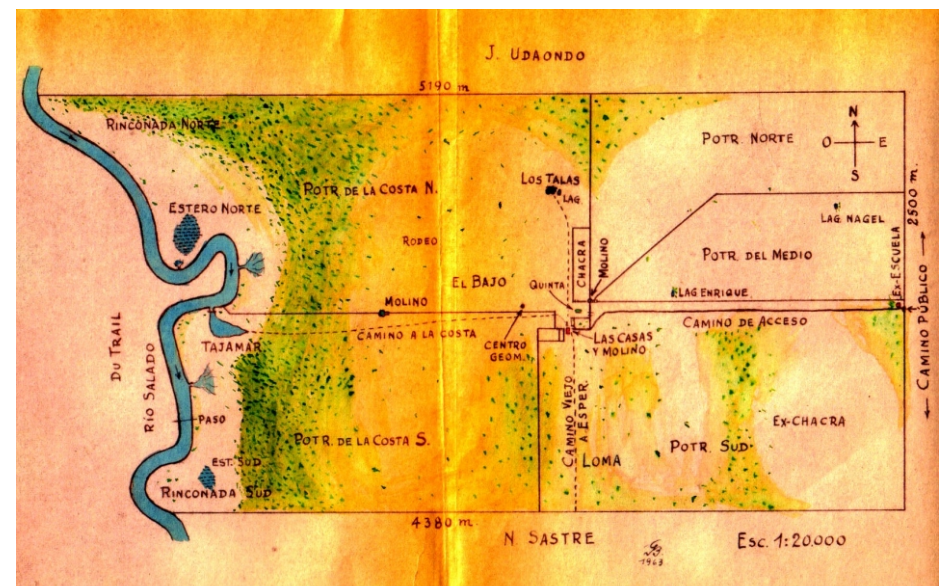 J. UDAONDO
5190 m.
RINCONADA NORTE
POTR. NORTE
N
O
E
S
LOS TALAS
LAG.
POTR. DE LA COSTA N.
ESTERO NORTE
LAG. NAGEL
2500 m.
RODEO
CHACRA
MOLINO
POTR. DEL MEDIO
EX-ESCUELA
EL BAJO
QUINTA
LAG ENRIQUE
MOLINO
CAMINO DE ACCESO
CAMINO A LA COSTA
CENTRO
GEOM.
LAS CASAS
Y MOLINO
CAMINO PÚBLICO
TAJAMAR
DU TRAIL
RÍO SALADO
PASO
CAMINO VIEJO
A ESPER.
EX-CHACRA
POTR. DE LA COSTA S.
POTR. SUD
LOMA
EST. SUD
RINCONADA SUD
4380 m.
N SASTRE
1963
Esc. 1:20.000